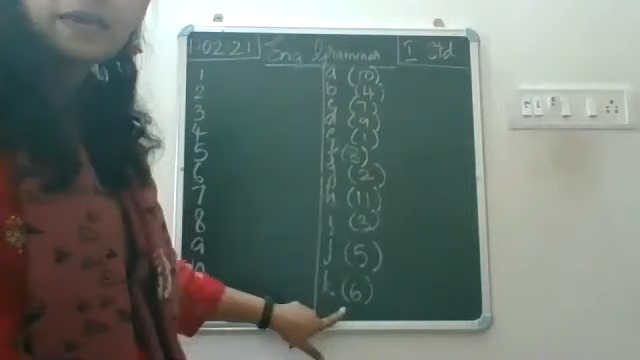 1.02.21 Eng Grammar I Std
1 a (10)
2 b (4)
3 c (7)
4 d (9)
5 e (1)
6 f (8)
7 g (2)
8 h (11)
9 i (3)
10 j (5)
k (6)